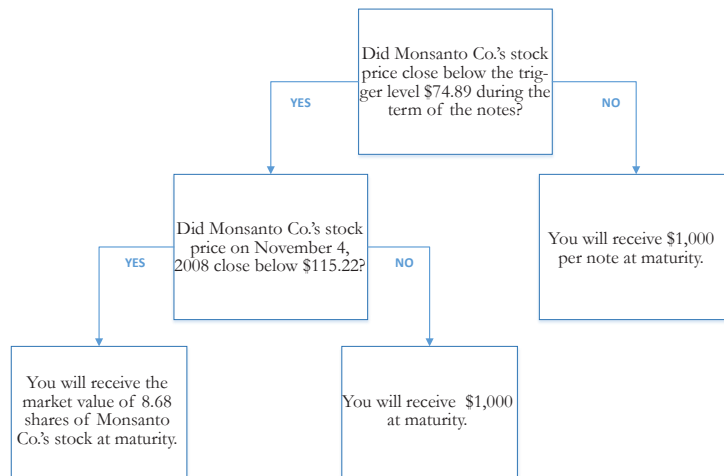 Did Monsanto Co.'s stock
price close below the trig-
ger level $74.89 during the
term of the notes?
YES
NO
Did Monsanto Co.'s stock
price on November 4,
2008 close below $115.22?
You will receive $1,000
per note at maturity.
YES
NO
You will receive the
market value of 8.68
shares of Monsanto
Co.'s stock at maturity.
You will receive $1,000
at maturity.